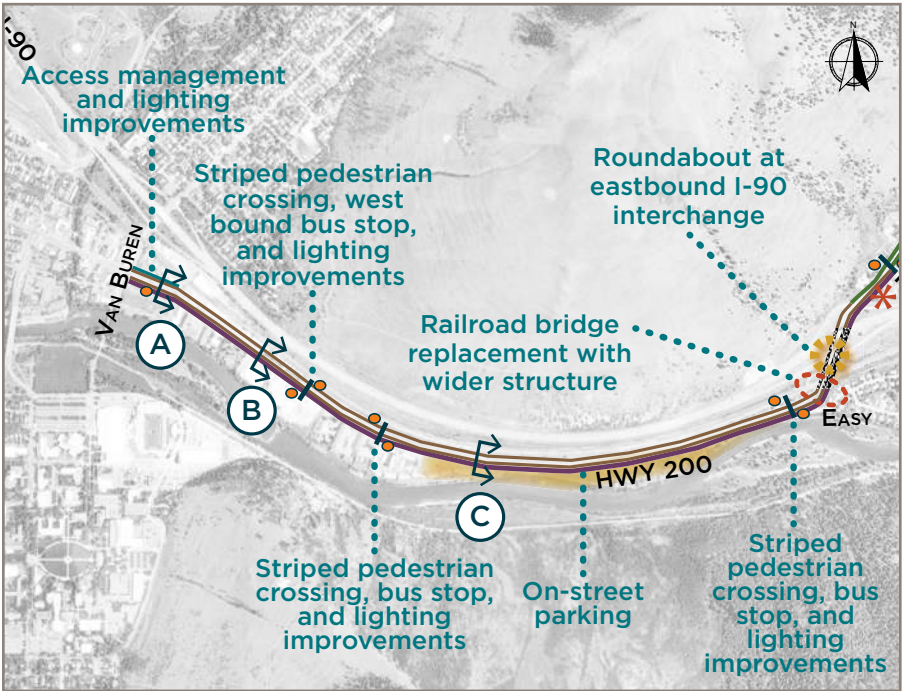 I-90
N
Access management
and lighting
improvements
Striped pedestrian
crossing, west
bound bus stop,
and lighting
improvements
Roundabout at
eastbound I-90
interchange
VAN BUREN
A
Railroad bridge
replacement with
wider structure
B
EASY
HWY 200
C
Striped pedestrian
crossing, bus stop,
and lighting
improvements
On-street
parking
Striped
pedestrian
crossing, bus
stop, and
lighting
improvements